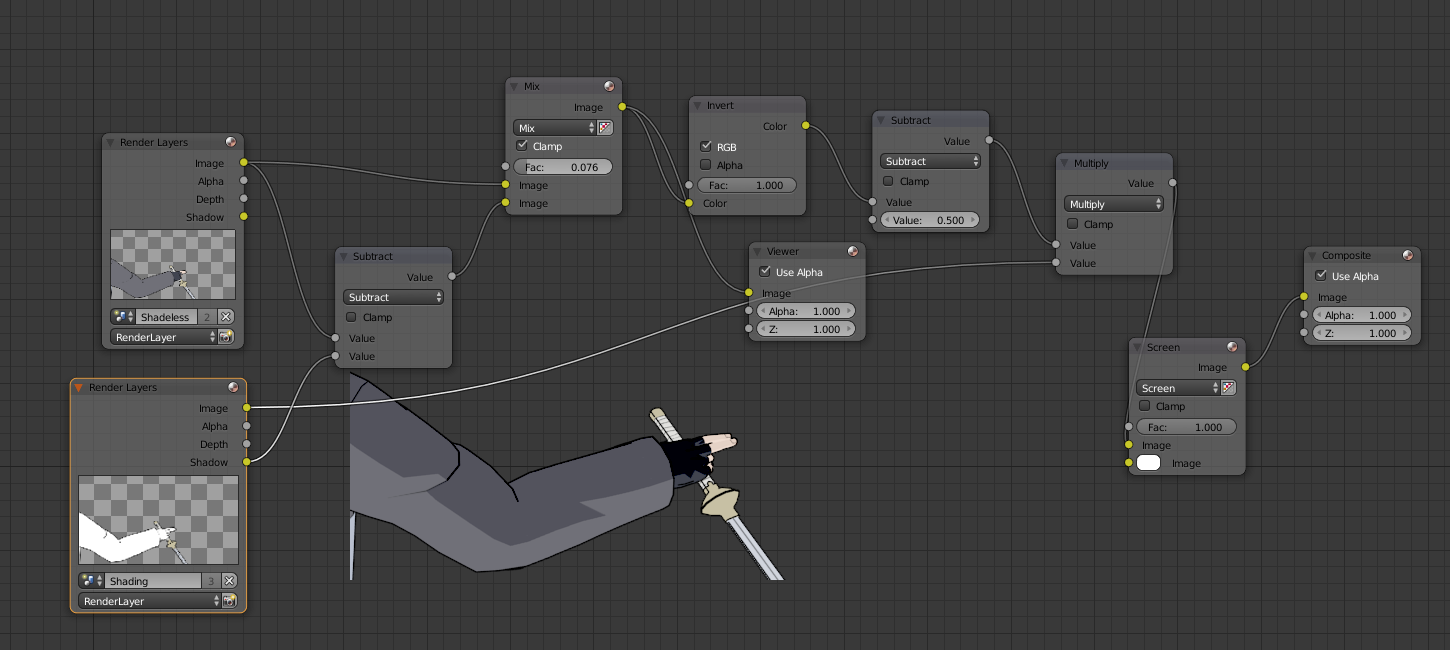 Render Layers
Image
Alpha
Depth
Shadow
Shadeless 2
RenderLayer
Render Layers
Image
Alpha
Depth
Shadow
Shading 3
RenderLayer
Subtract
Value
Subtract
Clamp
Value
Value
Mix
Image
Mix
Clamp
Fac: 0.076
Image
Image
Invert
Color
RGB
Alpha
Fac: 1.000
Color
Viewer
Use Alpha
Image
Alpha: 1.000
Z: 1.000
Subtract
Value
Subtract
Clamp
Value
Value: 0.500
Multiply
Value
Multiply
Clamp
Value
Value
Screen
Image
Screen
Clamp
Fac: 1.000
Image
Image
Composite
Use Alpha
Image
Alpha: 1.000
Z: 1.000